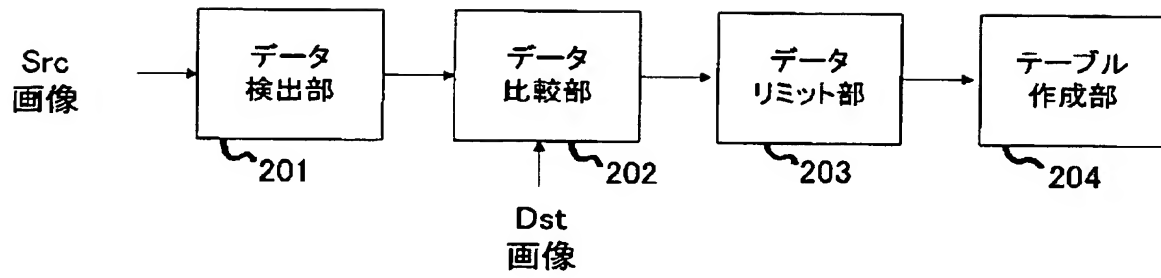 Src
画像
データ
検出部
201
データ
比較部
202
データ
リミット部
203
テーブル
作成部
204
Dst
画像